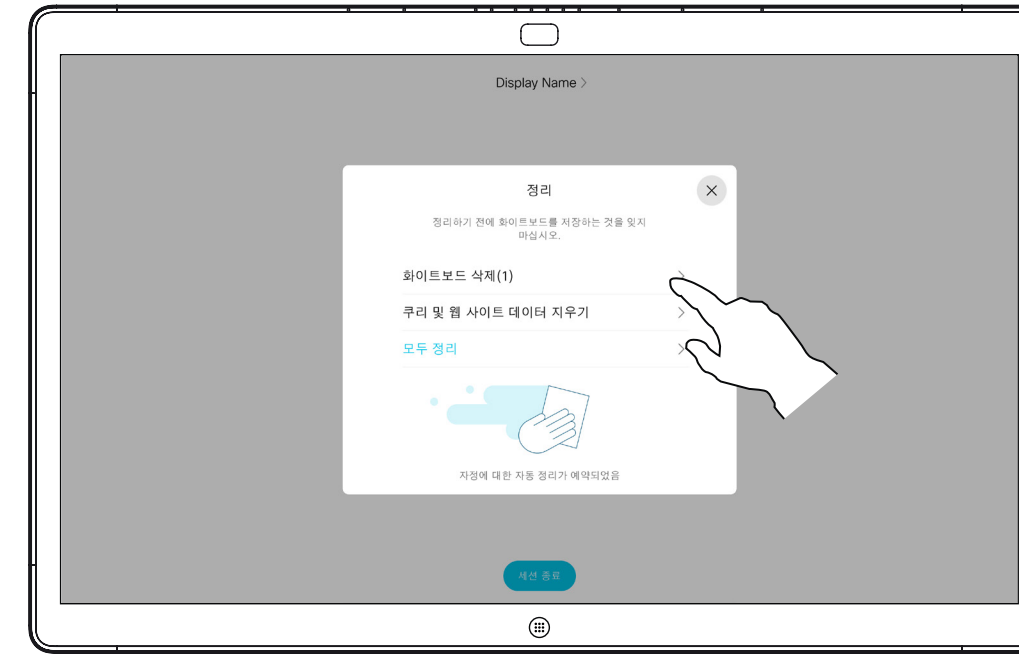 Display Name >
정리
정리하기 전에 화이트보드를 저장하는 것을 잊지
마십시오.
화이트보드 삭제(1)
쿠리 및 웹 사이트 데이터 지우기
모두 정리
자정에 대한 자동 정리가 예약되었음
세션 종료